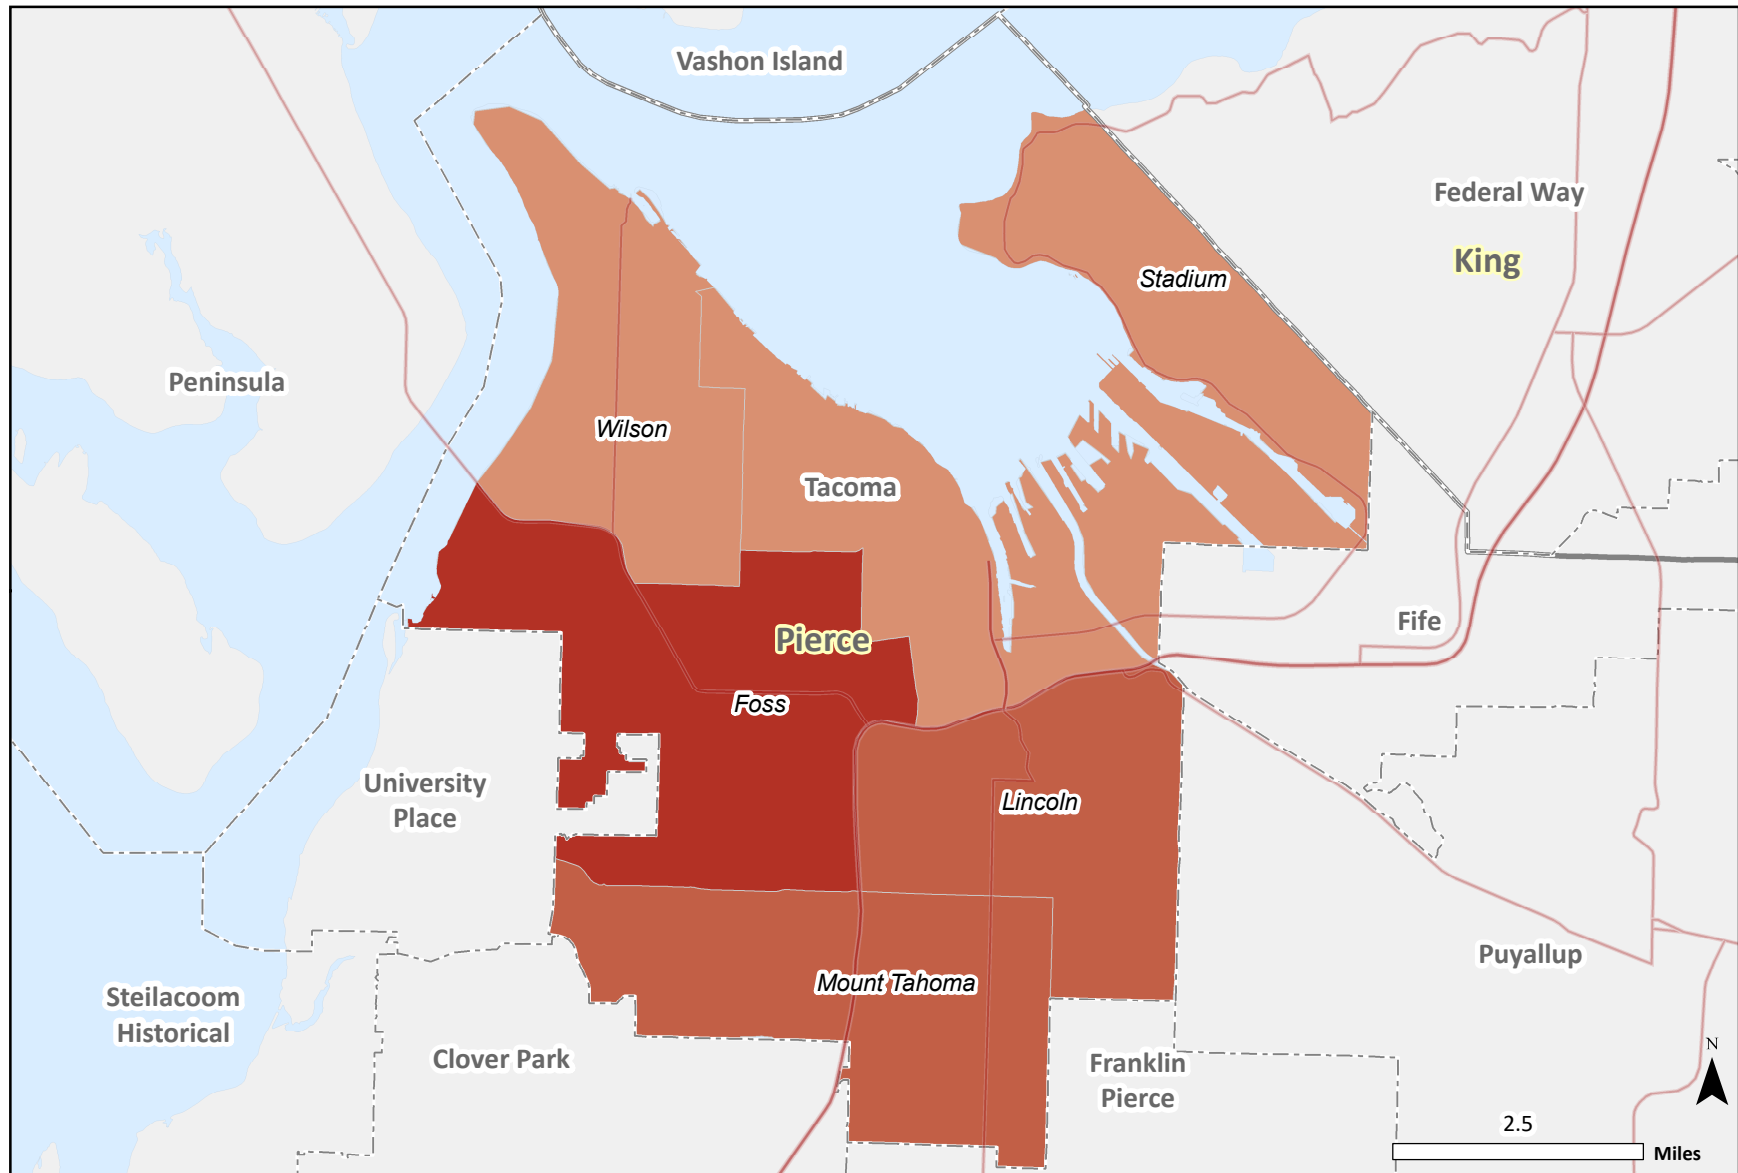 Vashon Island
Federal Way
King
Stadium
Peninsula
Wilson
Tacoma
Fife
Pierce
Foss
University
Place
Lincoln
Puyallup
Mount Tahoma
Steilacoom
Historical
Clover Park
Franklin
Pierce
N
2.5
Miles